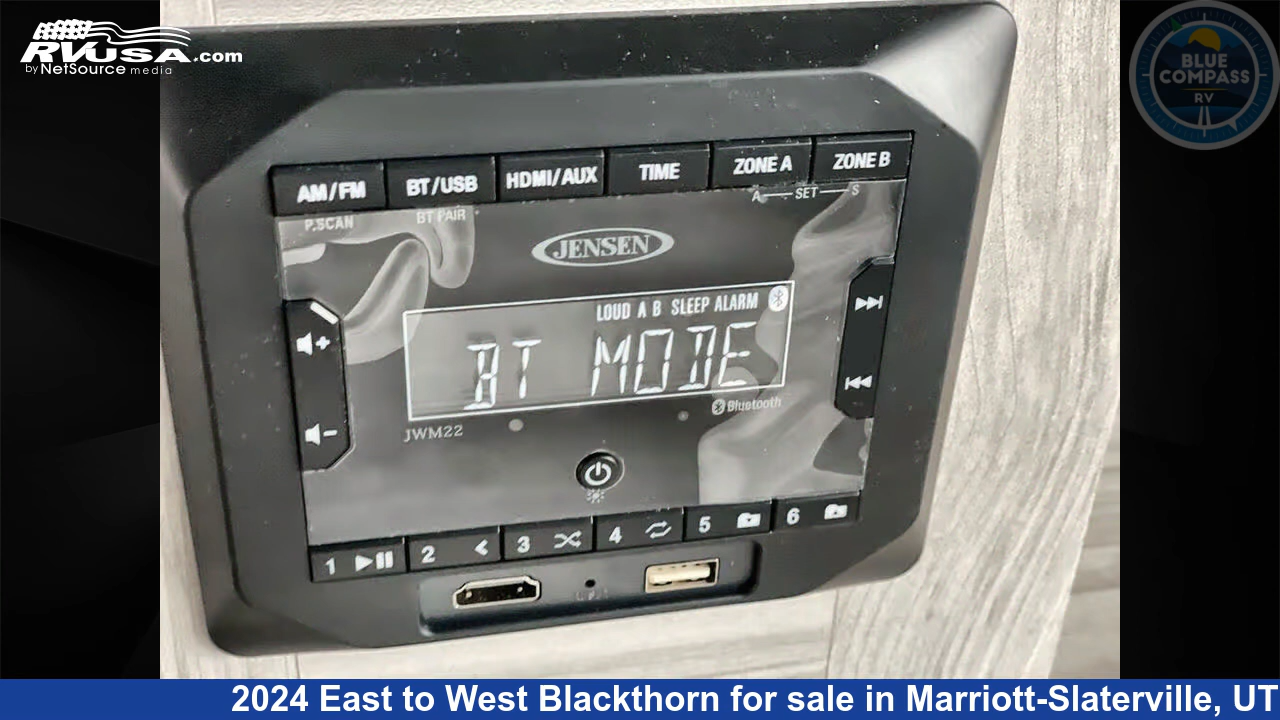 RVUSA.com
by NetSource media
BLUE
COMPASS
RV
AM/FM BT/USB HDMI/AUX TIME ZONE A ZONE B
P.SCAN BT PAIR A SET S
JENSEN
LOUD A B SLEEP ALARM
BT MODE
Bluetooth
JWM22
1 2 3 4 5 6
2024 East to West Blackthorn for sale in Marriott-Slaterville, UT